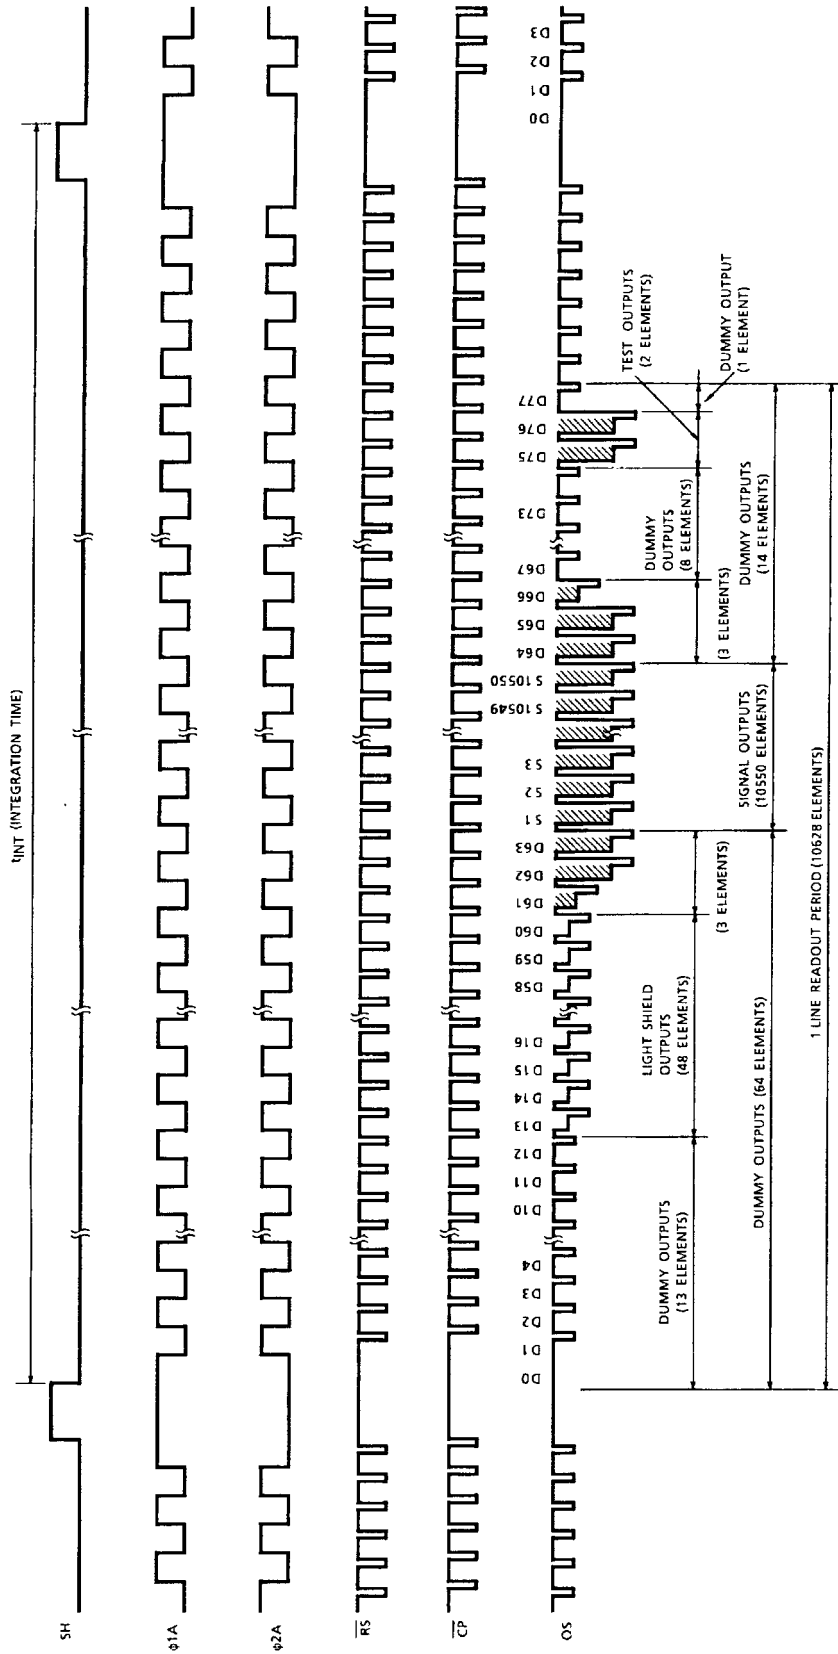 tINT (INTEGRATION TIME)
SH
φ1A
φ2A
RS
CP
OS
D0
D1
D2
D3
D4
D10
D11
D12
D13
D14
D15
D16
D58
D59
D60
D61
D62
D63
S1
S2
S3
S 10549
S 10550
D64
D65
D66
D67
D73
D75
D76
D77
D0
D1
D2
D3
DUMMY OUTPUTS
(13 ELEMENTS)
LIGHT SHIELD
OUTPUTS
(48 ELEMENTS)
(3 ELEMENTS)
(3 ELEMENTS)
DUMMY
OUTPUTS
(8 ELEMENTS)
TEST OUTPUTS
(2 ELEMENTS)
DUMMY OUTPUT
(1 ELEMENT)
DUMMY OUTPUTS (64 ELEMENTS)
SIGNAL OUTPUTS
(10550 ELEMENTS)
DUMMY OUTPUTS
(14 ELEMENTS)
1 LINE READOUT PERIOD (10628 ELEMENTS)